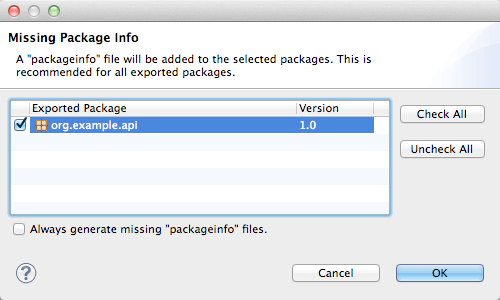 Missing Package Info
A "packageinfo" file will be added to the selected packages. This is
recommended for all exported packages.
Exported Package Version
org.example.api 1.0
Check All
Uncheck All
Always generate missing "packageinfo" files.
? Cancel OK